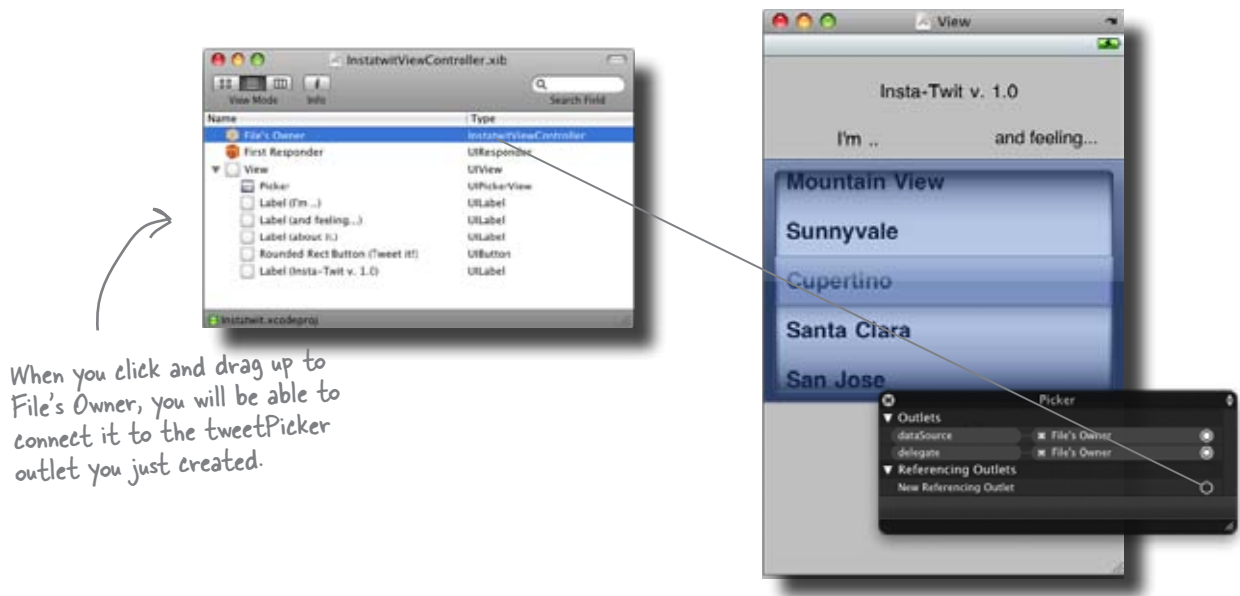 InstatwitViewController.xib
View Mode
Info
Search Field
Name
Type
File's Owner
InstatwitViewController
First Responder
UIResponder
View
UIView
Picker
UIPickerView
Label (I'm ..)
UILabel
Label (and feeling...)
UILabel
Label (about it.)
UILabel
Rounded Rect Button (Tweet it!)
UIButton
Label (Insta-Twit v. 1.0)
UILabel
Instatwit.xcodeproj
When you click and drag up to
File's Owner, you will be able to
connect it to the tweetPicker
outlet you just created.
View
Insta-Twit v. 1.0
I'm ..
and feeling...
Mountain View
Sunnyvale
Cupertino
Santa Clara
San Jose
Picker
Outlets
dataSource
File's Owner
delegate
File's Owner
Referencing Outlets
New Referencing Outlet